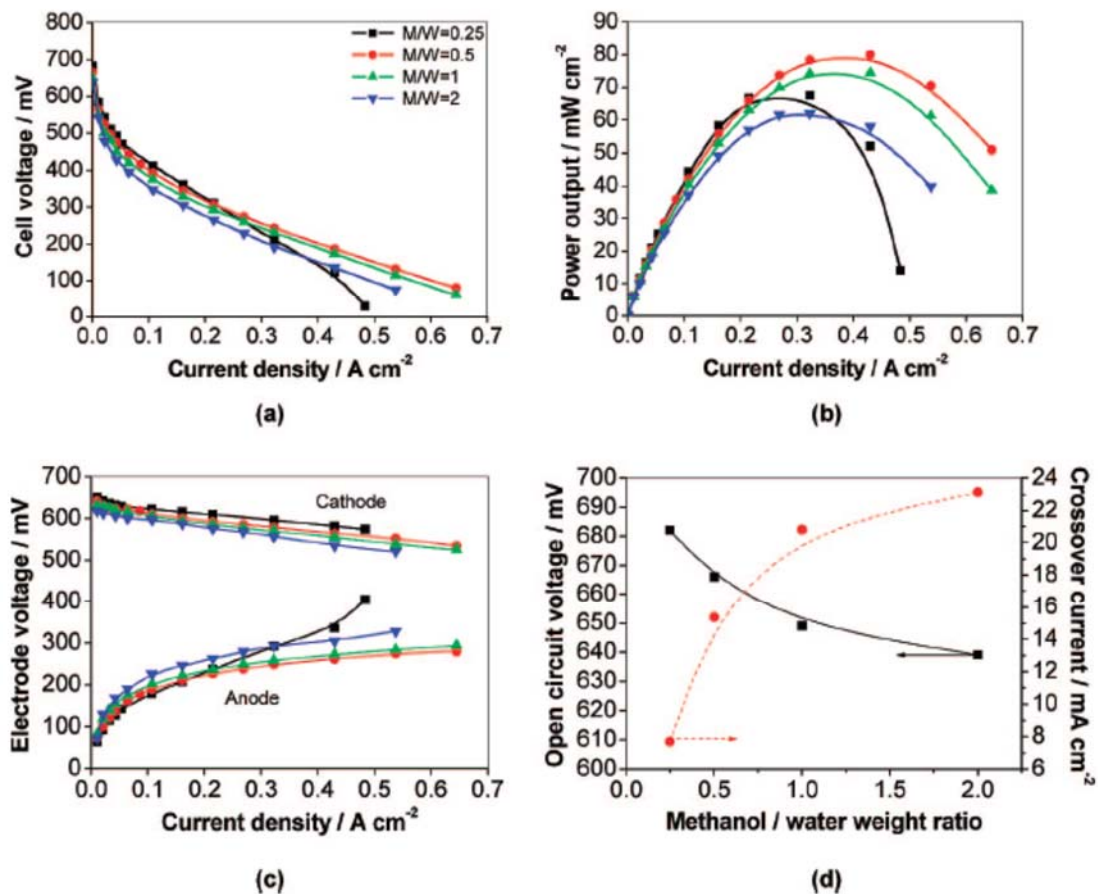 800
700
600
500
400
300
200
100
0
Cell voltage / mV
M/W=0.25
M/W=0.5
M/W=1
M/W=2
0.0 0.1 0.2 0.3 0.4 0.5 0.6 0.7
Current density / A cm⁻²
(a)
90
80
70
60
50
40
30
20
10
0
Power output / mW cm⁻²
0.0 0.1 0.2 0.3 0.4 0.5 0.6 0.7
Current density / A cm⁻²
(b)
700
600
500
400
300
200
100
0
Electrode voltage / mV
Cathode
Anode
0.0 0.1 0.2 0.3 0.4 0.5 0.6 0.7
Current density / A cm⁻²
(c)
700
690
680
670
660
650
640
630
620
610
600
Open circuit voltage / mV
24
22
20
18
16
14
12
10
8
6
Crossover current / mA cm⁻²
0.0 0.5 1.0 1.5 2.0
Methanol / water weight ratio
(d)